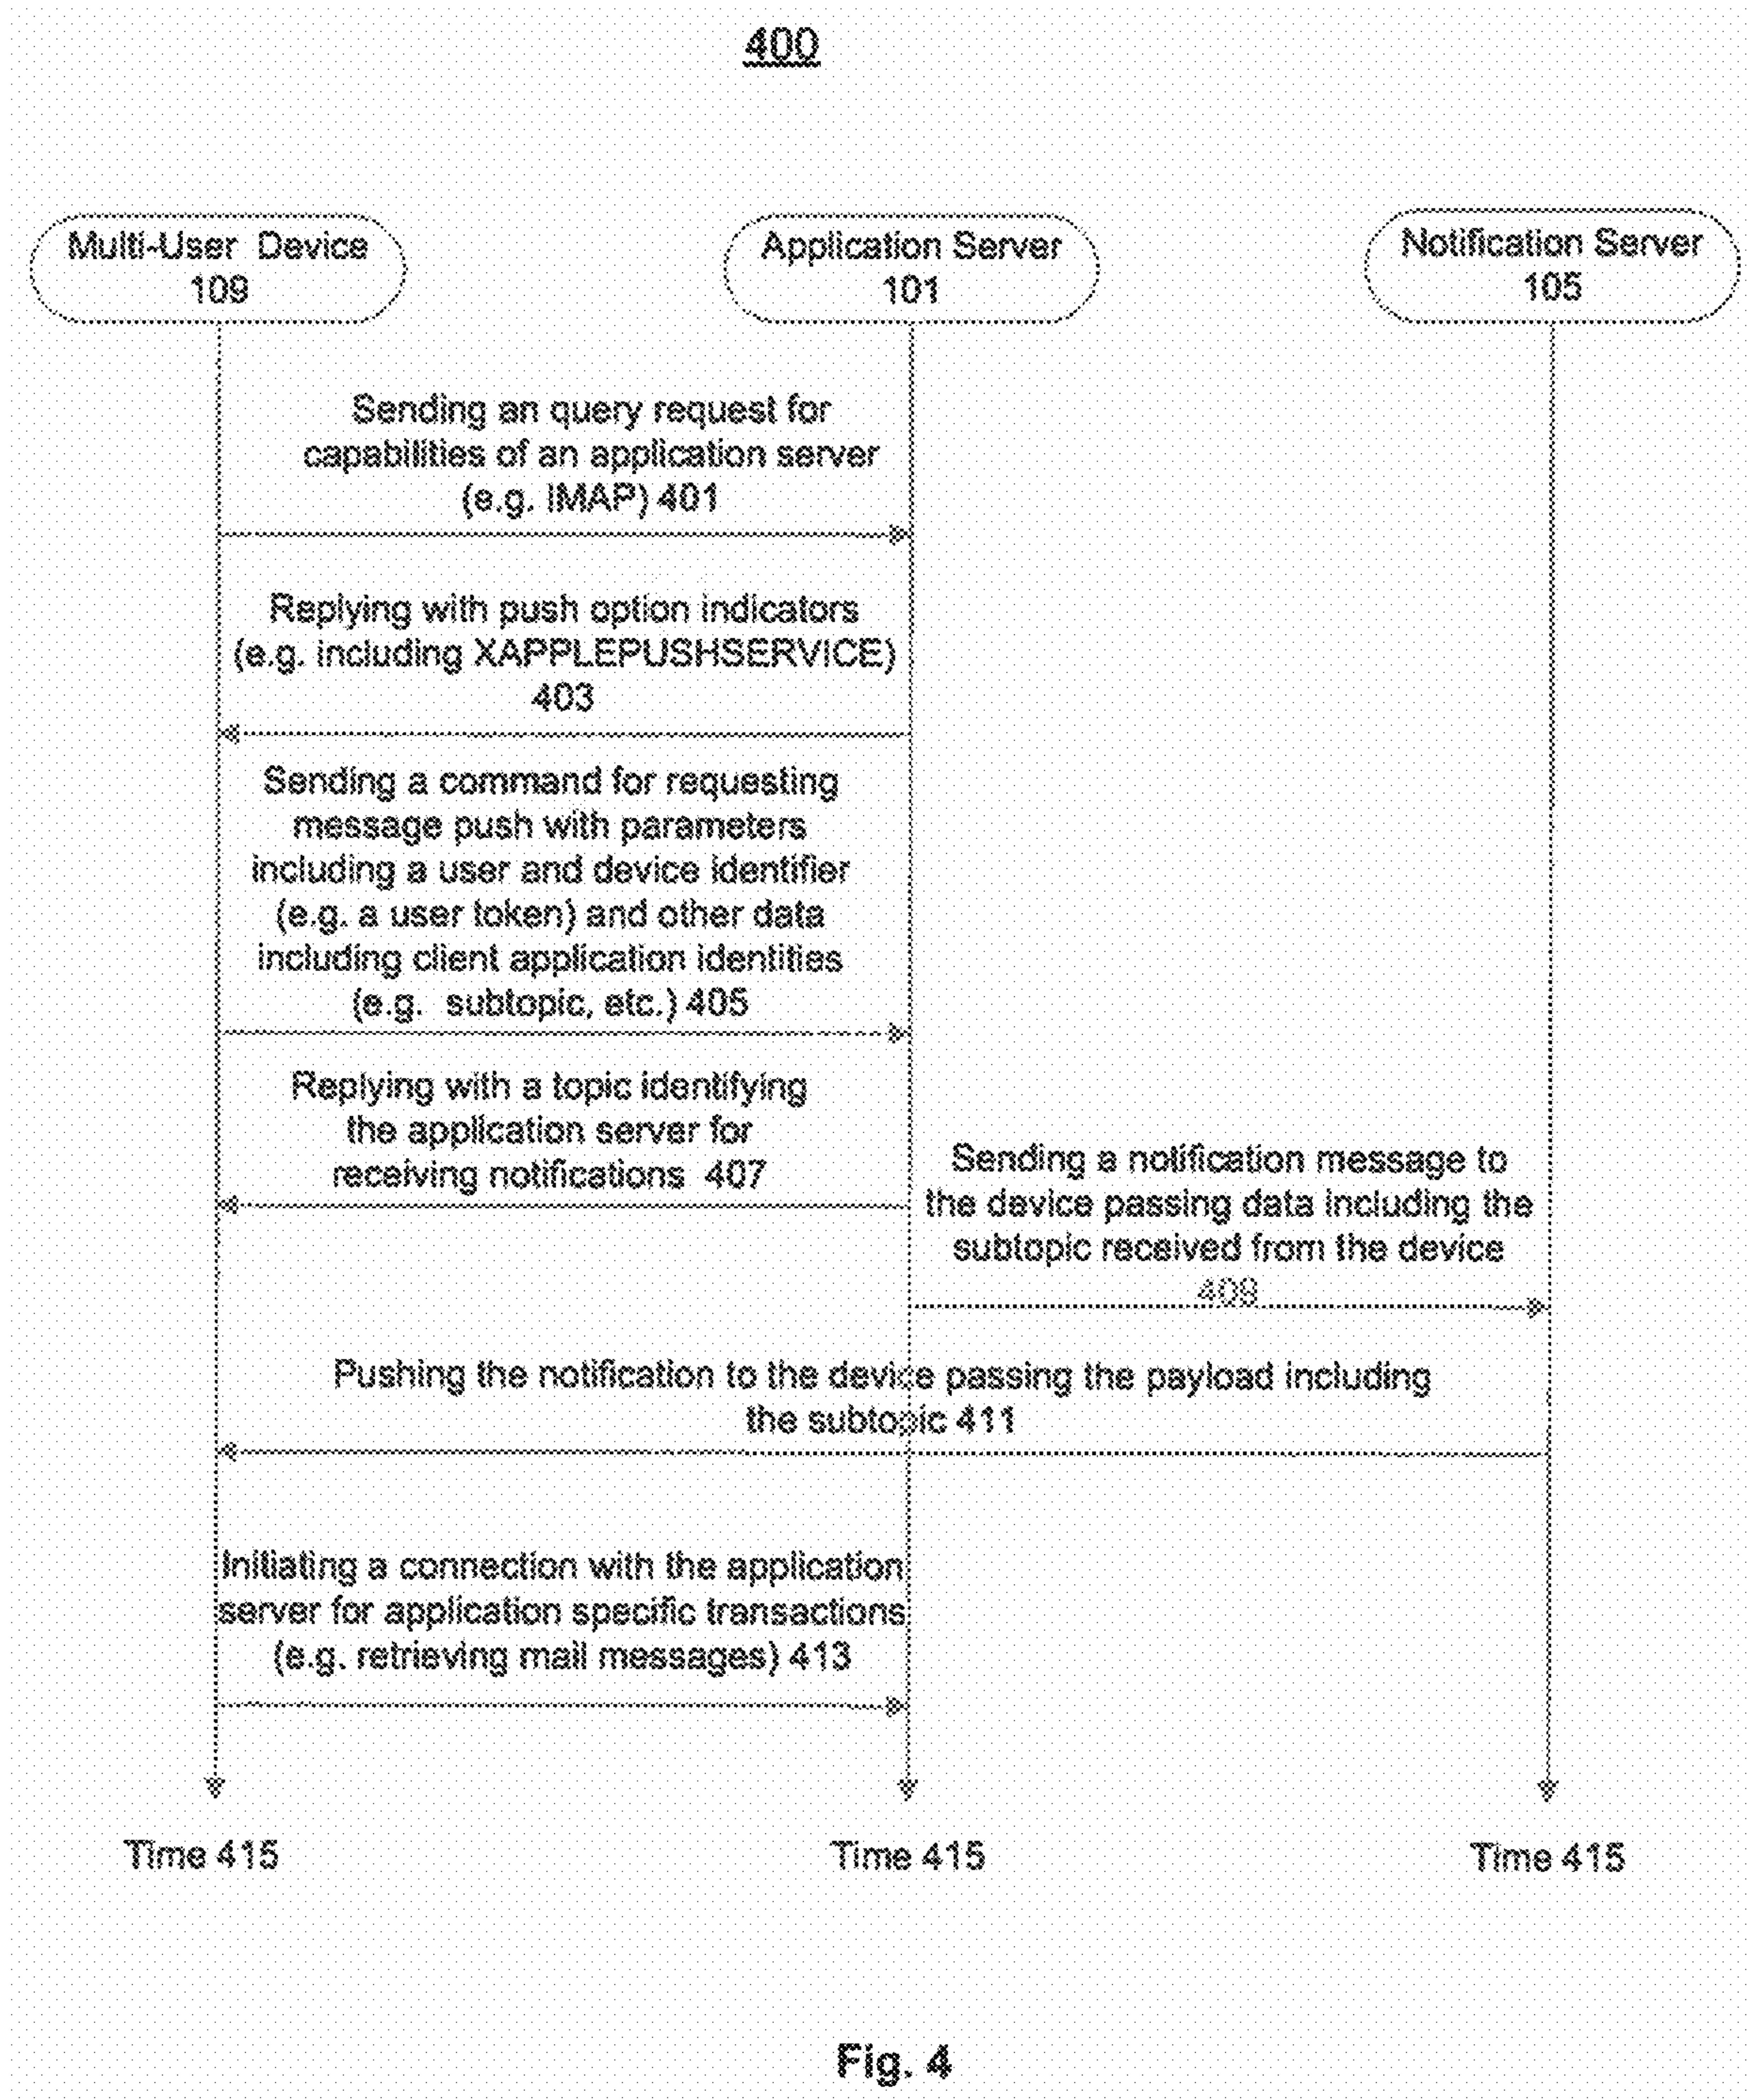 400
Multi-User Device
109
Application Server
101
Notification Server
105
Sending an query request for
capabilities of an application server
(e.g. IMAP) 401
Replying with push option indicators
(e.g. including XAPPLEPUSHSERVICE)
403
Sending a command for requesting
message push with parameters
including a user and device identifier
(e.g. a user token) and other data
including client application identities
(e.g. subtopic, etc.) 405
Replying with a topic identifying
the application server for
receiving notifications 407
Sending a notification message to
the device passing data including the
subtopic received from the device
409
Pushing the notification to the device passing the payload including
the subtopic 411
Initiating a connection with the application
server for application specific transactions
(e.g. retrieving mail messages) 413
Time 415
Time 415
Time 415
Fig. 4